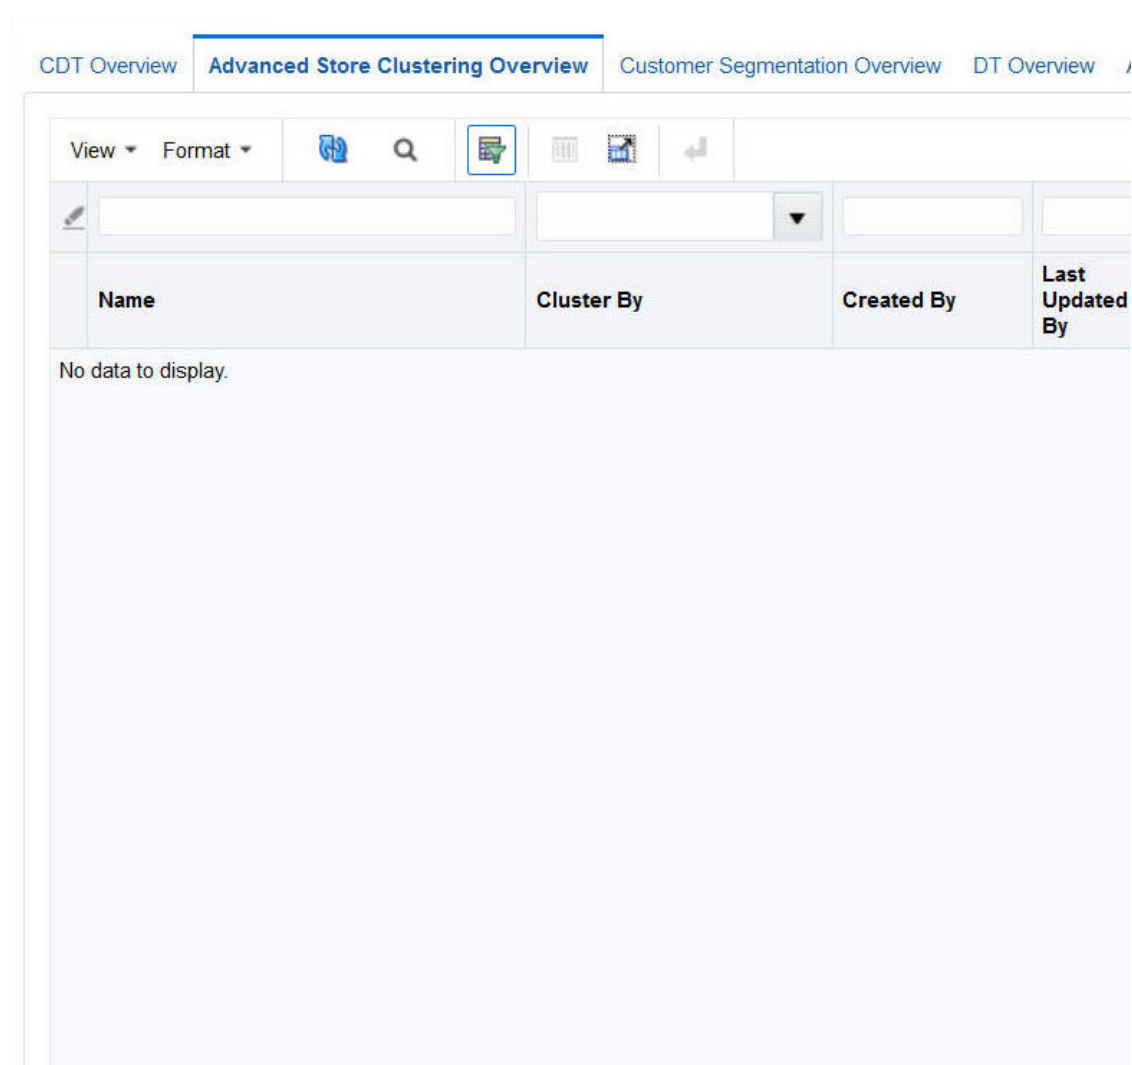 CDT Overview Advanced Store Clustering Overview Customer Segmentation Overview DT Overview
View Format
Name Cluster By Created By Last Updated By
No data to display.